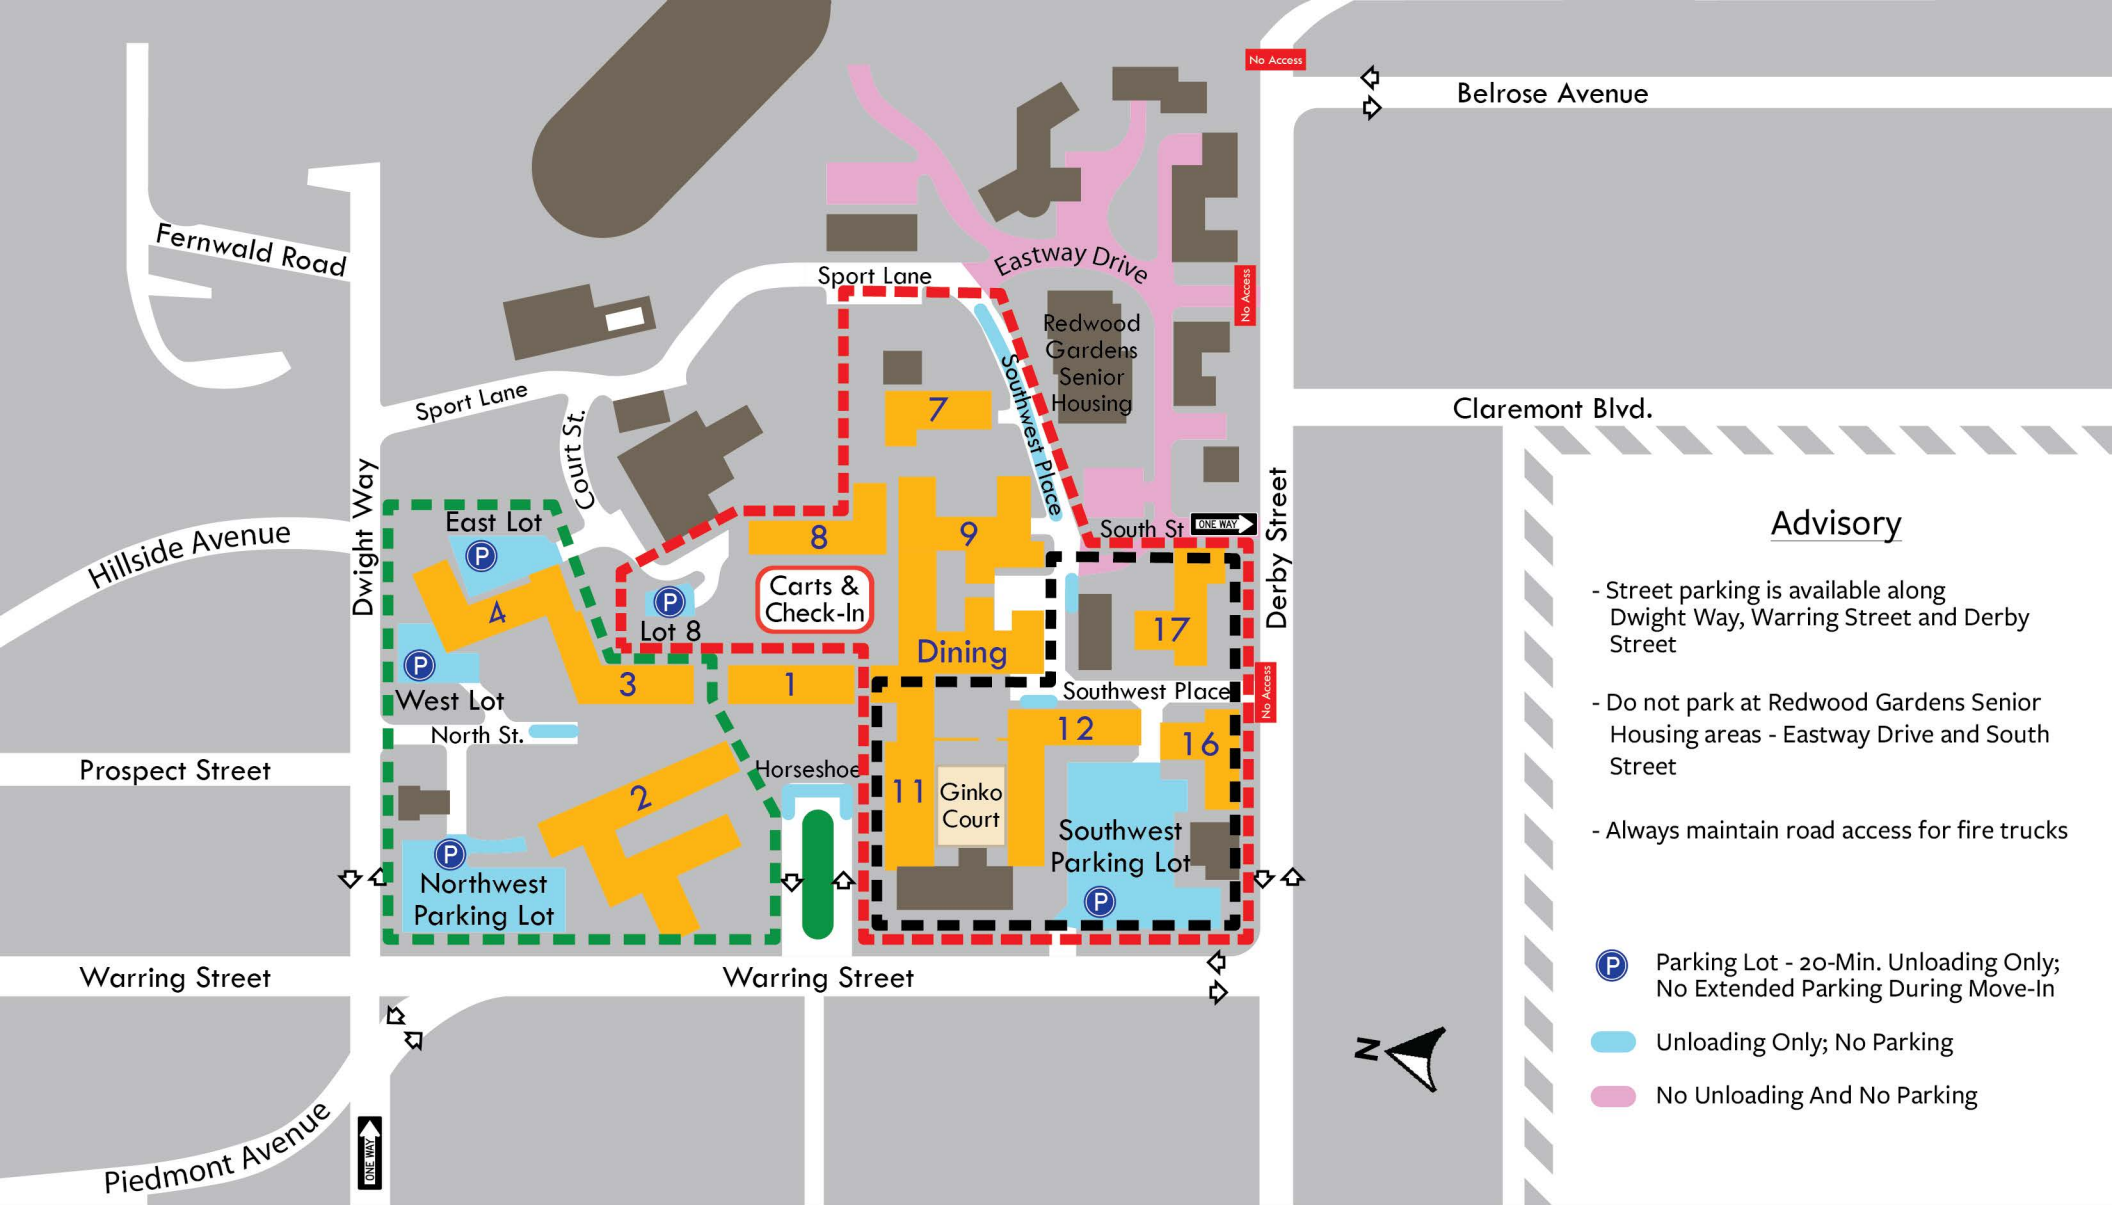 No Access
Belrose Avenue
Fernwald Road
Eastway Drive
Sport Lane
No Access
Redwood
Gardens
Senior
Housing
Southwest Place
Sport Lane
Court St.
7
Claremont Blvd.
Dwight Way
Derby Street
Hillside Avenue
East Lot
P
8
9
South St
ONE WAY
Carts &
Check-In
4
P
Lot 8
17
Dining
P
West Lot
3
1
Southwest Place
No Access
North St.
12
16
Prospect Street
Horseshoe
2
11
Ginko
Court
Southwest
Parking Lot
P
P
Northwest
Parking Lot
Warring Street
Warring Street
Piedmont Avenue
ONE WAY
N
Advisory
- Street parking is available along
Dwight Way, Warring Street and Derby
Street
- Do not park at Redwood Gardens Senior
Housing areas - Eastway Drive and South
Street
- Always maintain road access for fire trucks
P
Parking Lot - 20-Min. Unloading Only;
No Extended Parking During Move-In
Unloading Only; No Parking
No Unloading And No Parking